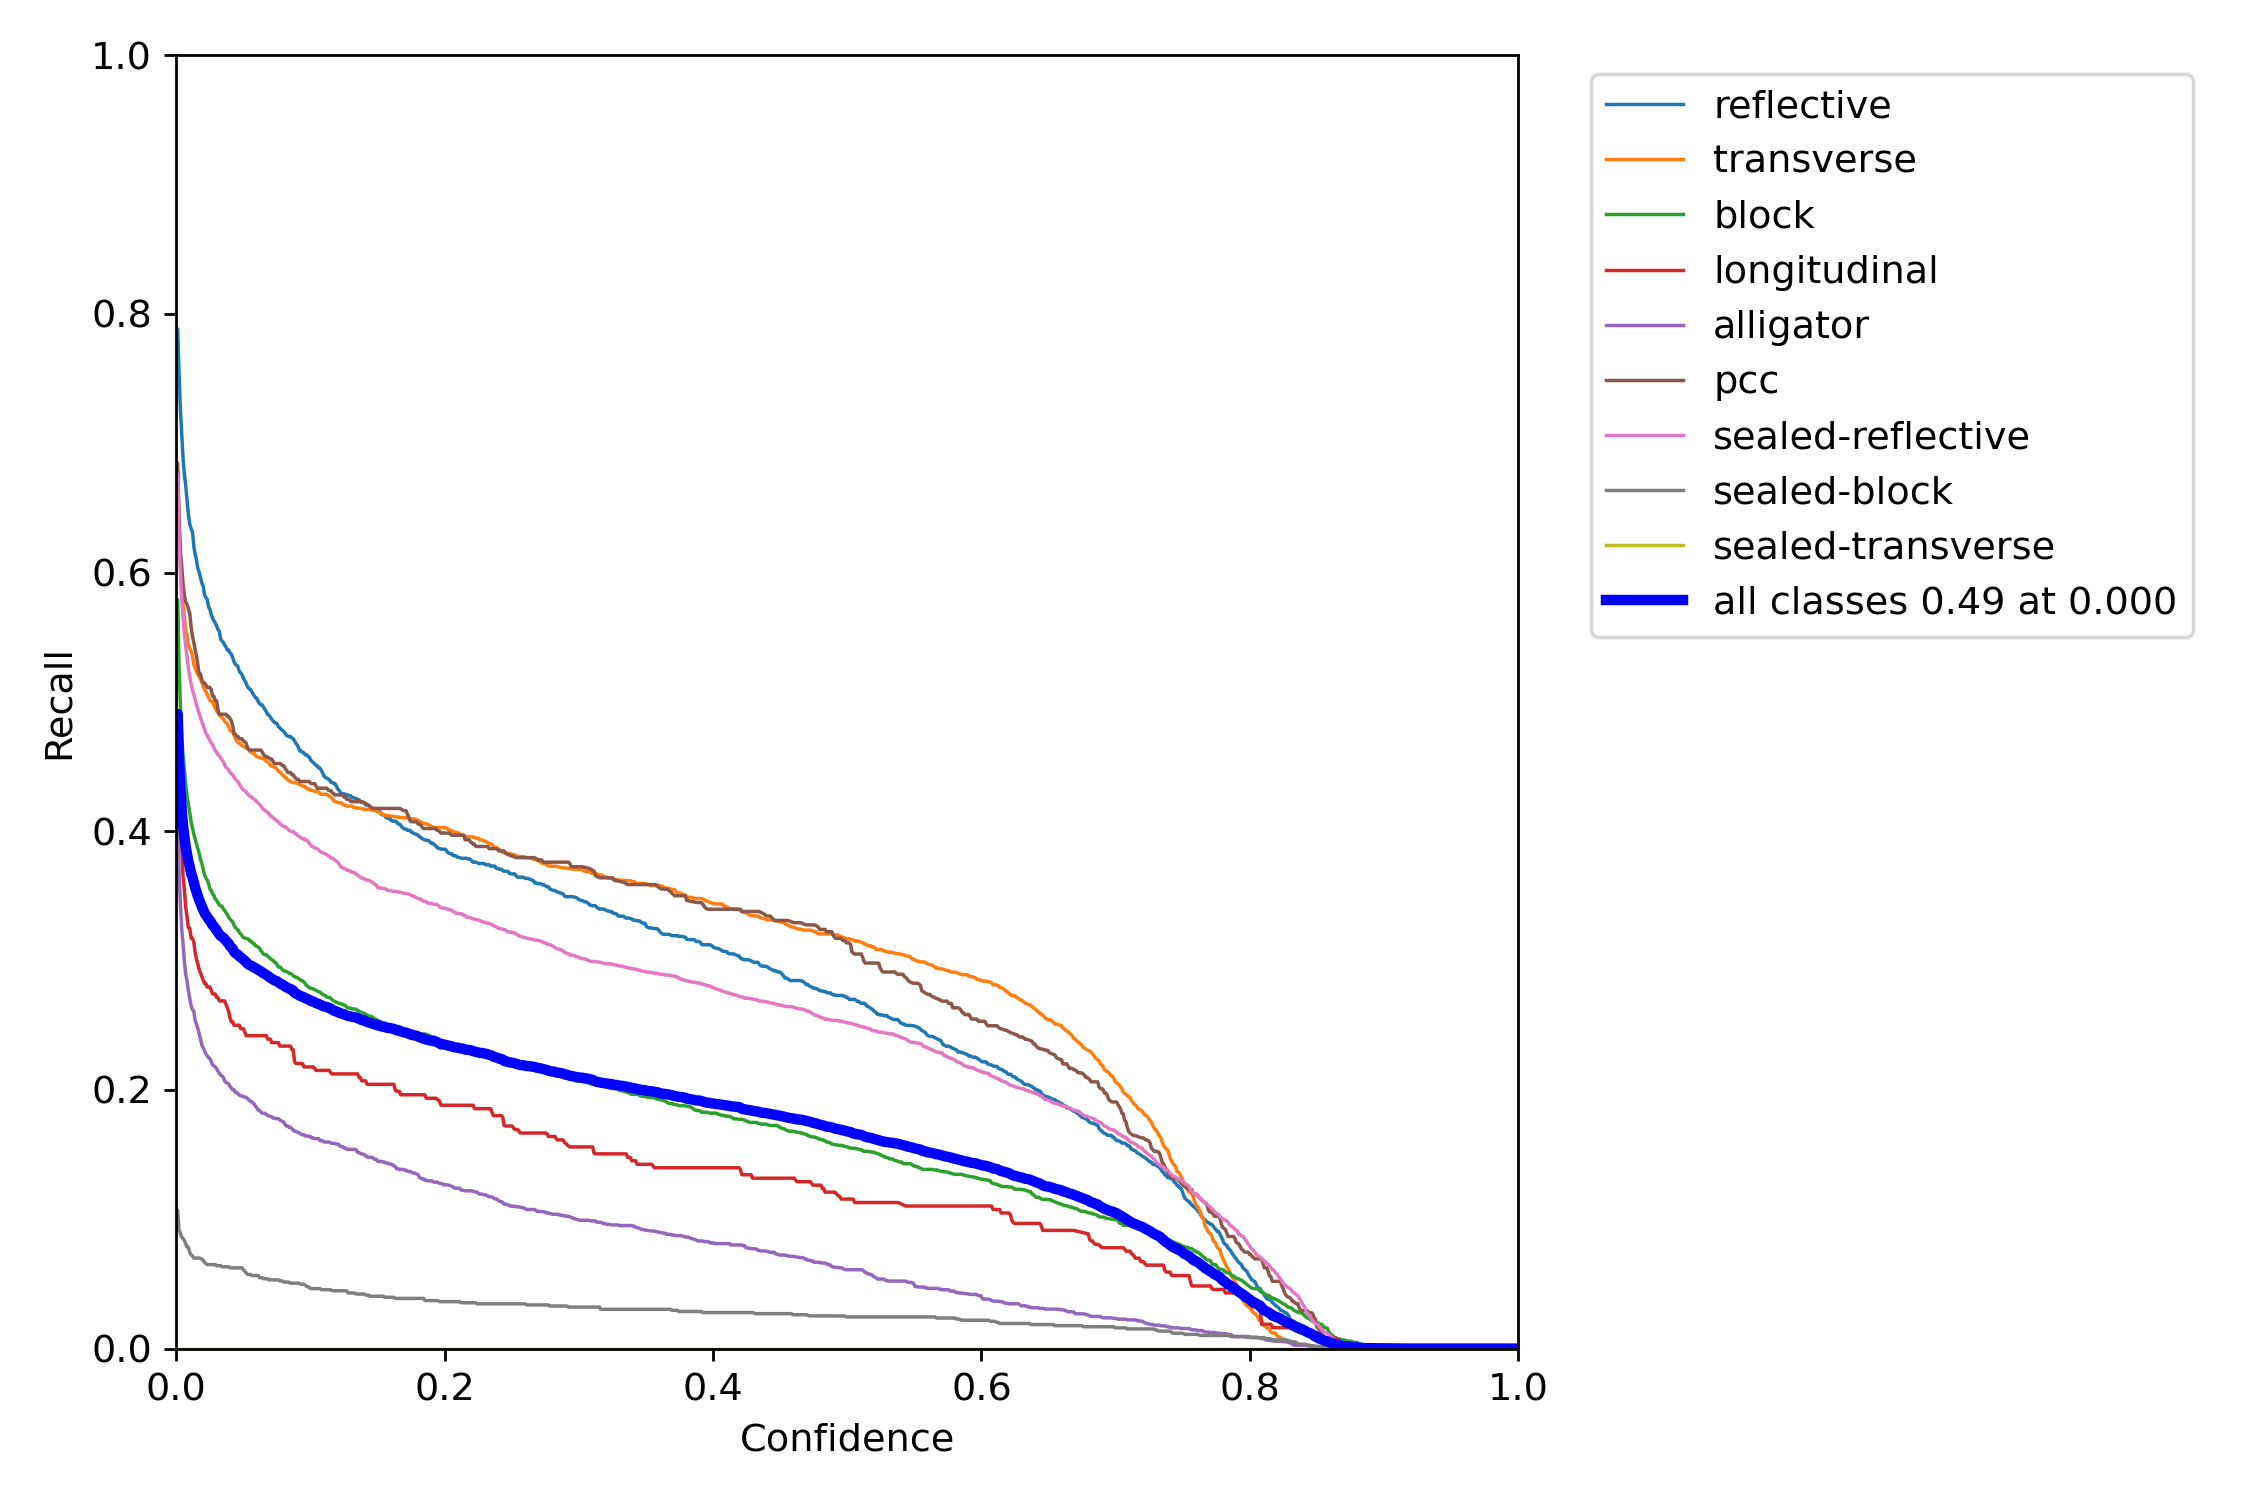 1.0
0.8
0.6
0.4
0.2
0.0
Recall
0.0 0.2 0.4 0.6 0.8 1.0
Confidence
reflective
transverse
block
longitudinal
alligator
pcc
sealed-reflective
sealed-block
sealed-transverse
all classes 0.49 at 0.000